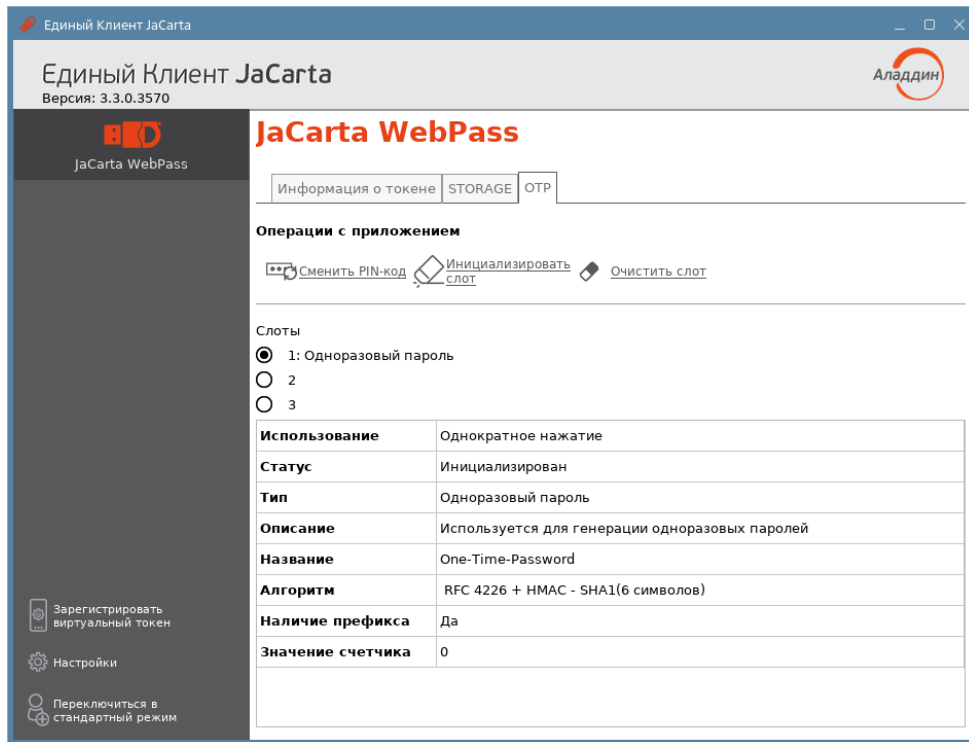 Единый Клиент JaCarta
Единый Клиент JaCarta
Версия: 3.3.0.3570
Аладдин
JaCarta WebPass
JaCarta WebPass
Информация о токене STORAGE OTP
Операции с приложением
Сменить PIN-код
Инициализировать
слот
Очистить слот
Слоты
1: Одноразовый пароль
2
3
Использование Однократное нажатие
Статус Инициализирован
Тип Одноразовый пароль
Описание Используется для генерации одноразовых паролей
Название One-Time-Password
Алгоритм RFC 4226 + HMAC - SHA1(6 символов)
Наличие префикса Да
Значение счетчика 0
Зарегистрировать
виртуальный токен
Настройки
Переключиться в
стандартный режим